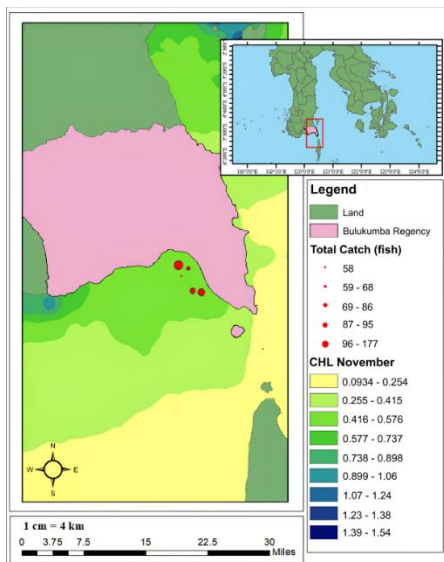 Legend
Land
Bulukumba Regency
Total Catch (fish)
58
59 - 68
69 - 86
87 - 95
96 - 177
CHL November
0.0934 - 0.254
0.255 - 0.415
0.416 - 0.576
0.577 - 0.737
0.738 - 0.898
0.899 - 1.06
1.07 - 1.24
1.23 - 1.38
1.39 - 1.54
N
W E
S
1 cm = 4 km
0 3.75 7.5 15 22.5 30
Miles